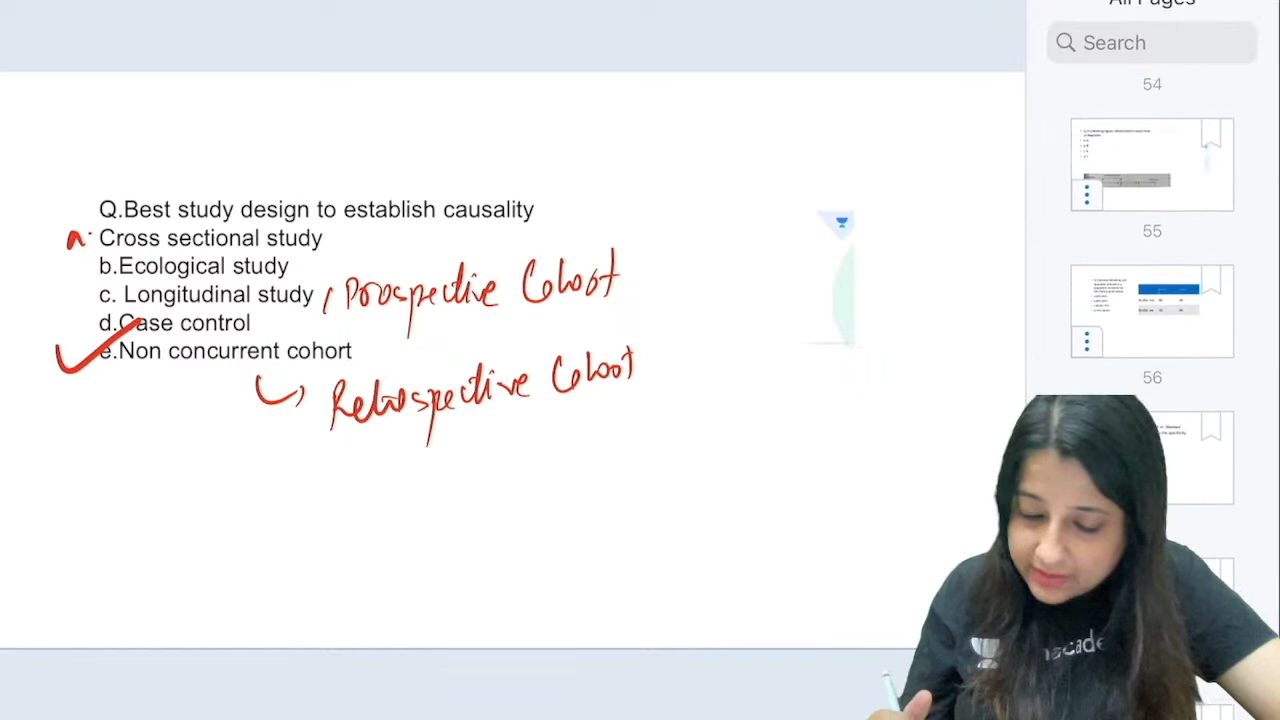 All Pages
Search
54
55
56
Q.Best study design to establish causality
a. Cross sectional study
b.Ecological study
c. Longitudinal study / Prospective Cohort
d.Case control
e.Non concurrent cohort
Retrospective Cohort